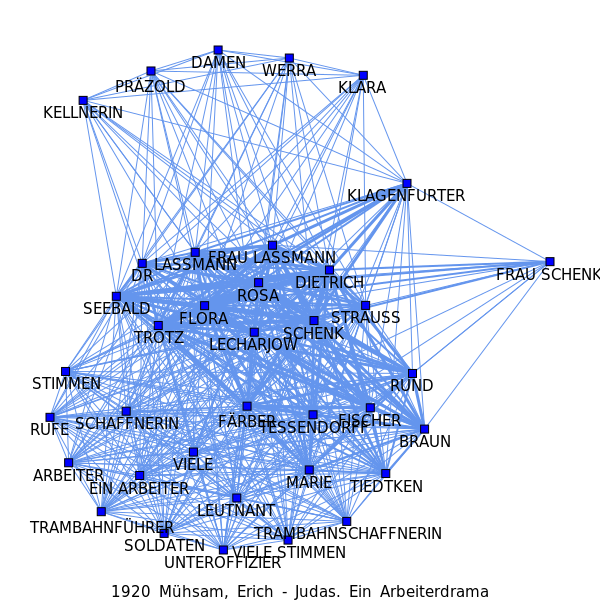 DAMEN
WERRA
PRÄZOLD
KLARA
KELLNERIN
KLAGENFURTER
FRAU LASSMANN
LASSMANN
DR.
FRAU SCHENK
DIETRICH
ROSA
SEEBALD
FLORA
STRAUSS
SCHENK
TROTZ
LECHARJOW
STIMMEN
RUND
RUFE
SCHAFFNERIN
FÄRBER
FISCHER
TESSENDORFF
BRAUN
VIELE
ARBEITER
EIN ARBEITER
MARIE
TIEDTKEN
LEUTNANT
TRAMBAHNFÜHRER
TRAMBAHNSCHAFFNERIN
SOLDATEN
VIELE STIMMEN
UNTEROFFIZIER
1920 Mühsam, Erich - Judas. Ein Arbeiterdrama